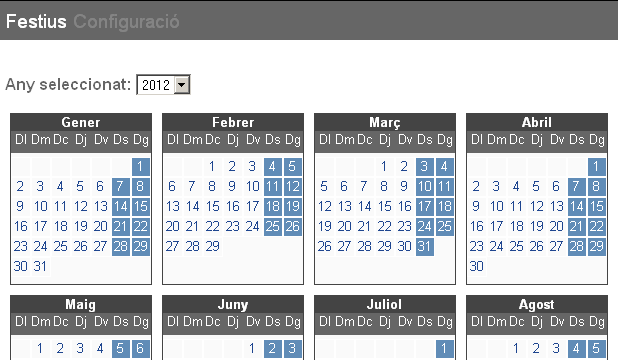 Festius Configuració
Any seleccionat: 2012
Gener Febrer Març Abril
Dl Dm Dc Dj Dv Ds Dg Dl Dm Dc Dj Dv Ds Dg Dl Dm Dc Dj Dv Ds Dg Dl Dm Dc Dj Dv Ds Dg
1 1 2 3 4 5 1 2 3 4 1
2 3 4 5 6 7 8 6 7 8 9 10 11 12 5 6 7 8 9 10 11 2 3 4 5 6 7 8
9 10 11 12 13 14 15 13 14 15 16 17 18 19 12 13 14 15 16 17 18 9 10 11 12 13 14 15
16 17 18 19 20 21 22 20 21 22 23 24 25 26 19 20 21 22 23 24 25 16 17 18 19 20 21 22
23 24 25 26 27 28 29 27 28 29 26 27 28 29 30 31 23 24 25 26 27 28 29
30 31 30
Maig Juny Juliol Agost
Dl Dm Dc Dj Dv Ds Dg Dl Dm Dc Dj Dv Ds Dg Dl Dm Dc Dj Dv Ds Dg Dl Dm Dc Dj Dv Ds Dg
1 2 3 4 5 6 1 2 3 1 1 2 3 4 5